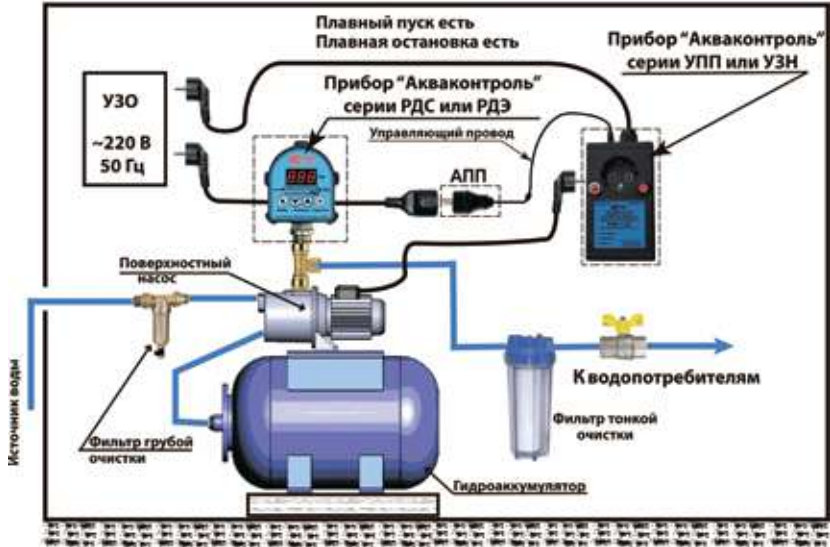 Плавный пуск есть
Плавная остановка есть
Прибор "Акваконтроль"
серии УПП или УЗН
УЗО
~220 В
50 Гц
Прибор "Акваконтроль"
серии РДС или РДЭ
Управляющий провод
АПП
Поверхностный
насос
Источник воды
Фильтр грубой
очистки
К водопотребителям
Фильтр тонкой
очистки
Гидроаккумулятор